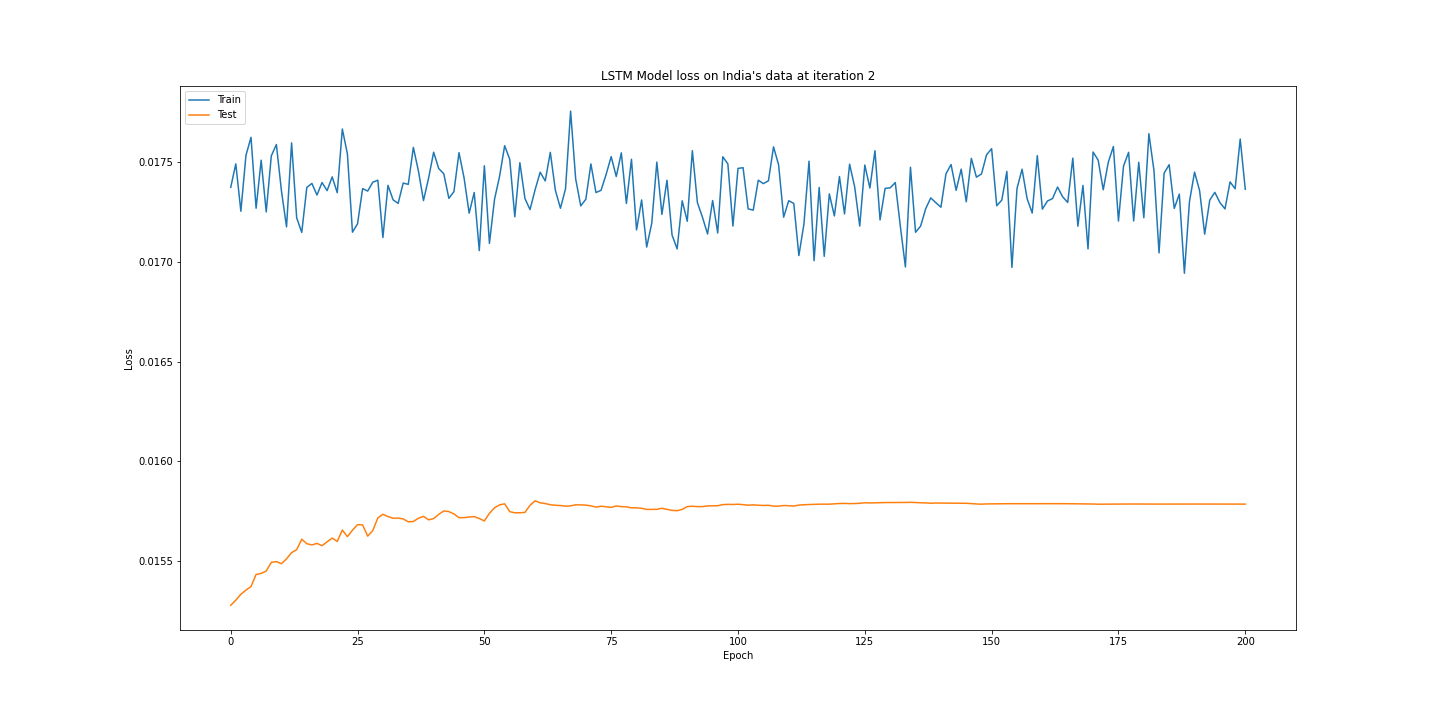 LSTM Model loss on India's data at iteration 2
Train
Test
0.0175
0.0170
0.0165
0.0160
0.0155
Loss
0 25 50 75 100 125 150 175 200
Epoch